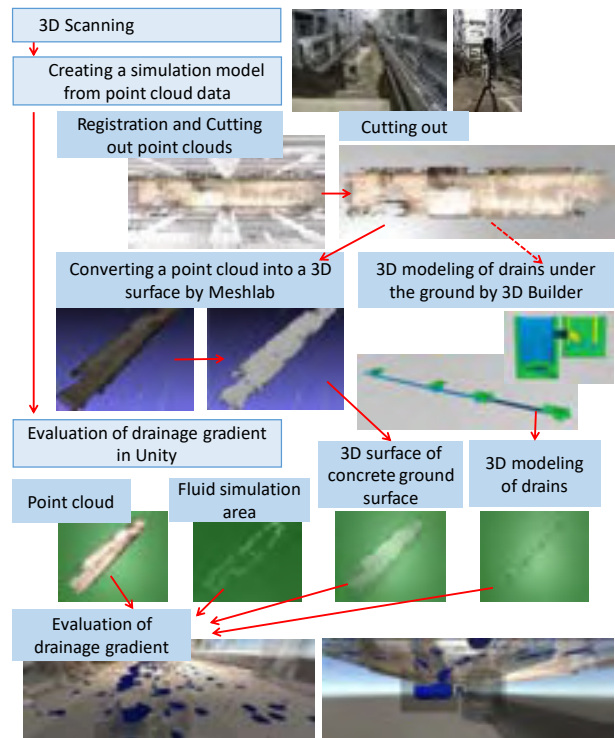 3D Scanning
Creating a simulation model
from point cloud data
Registration and Cutting
out point clouds
Cutting out
Converting a point cloud into a 3D
surface by Meshlab
3D modeling of drains under
the ground by 3D Builder
Evaluation of drainage gradient
in Unity
3D surface of
concrete ground
surface
3D modeling
of drains
Point cloud
Fluid simulation
area
Evaluation of
drainage gradient